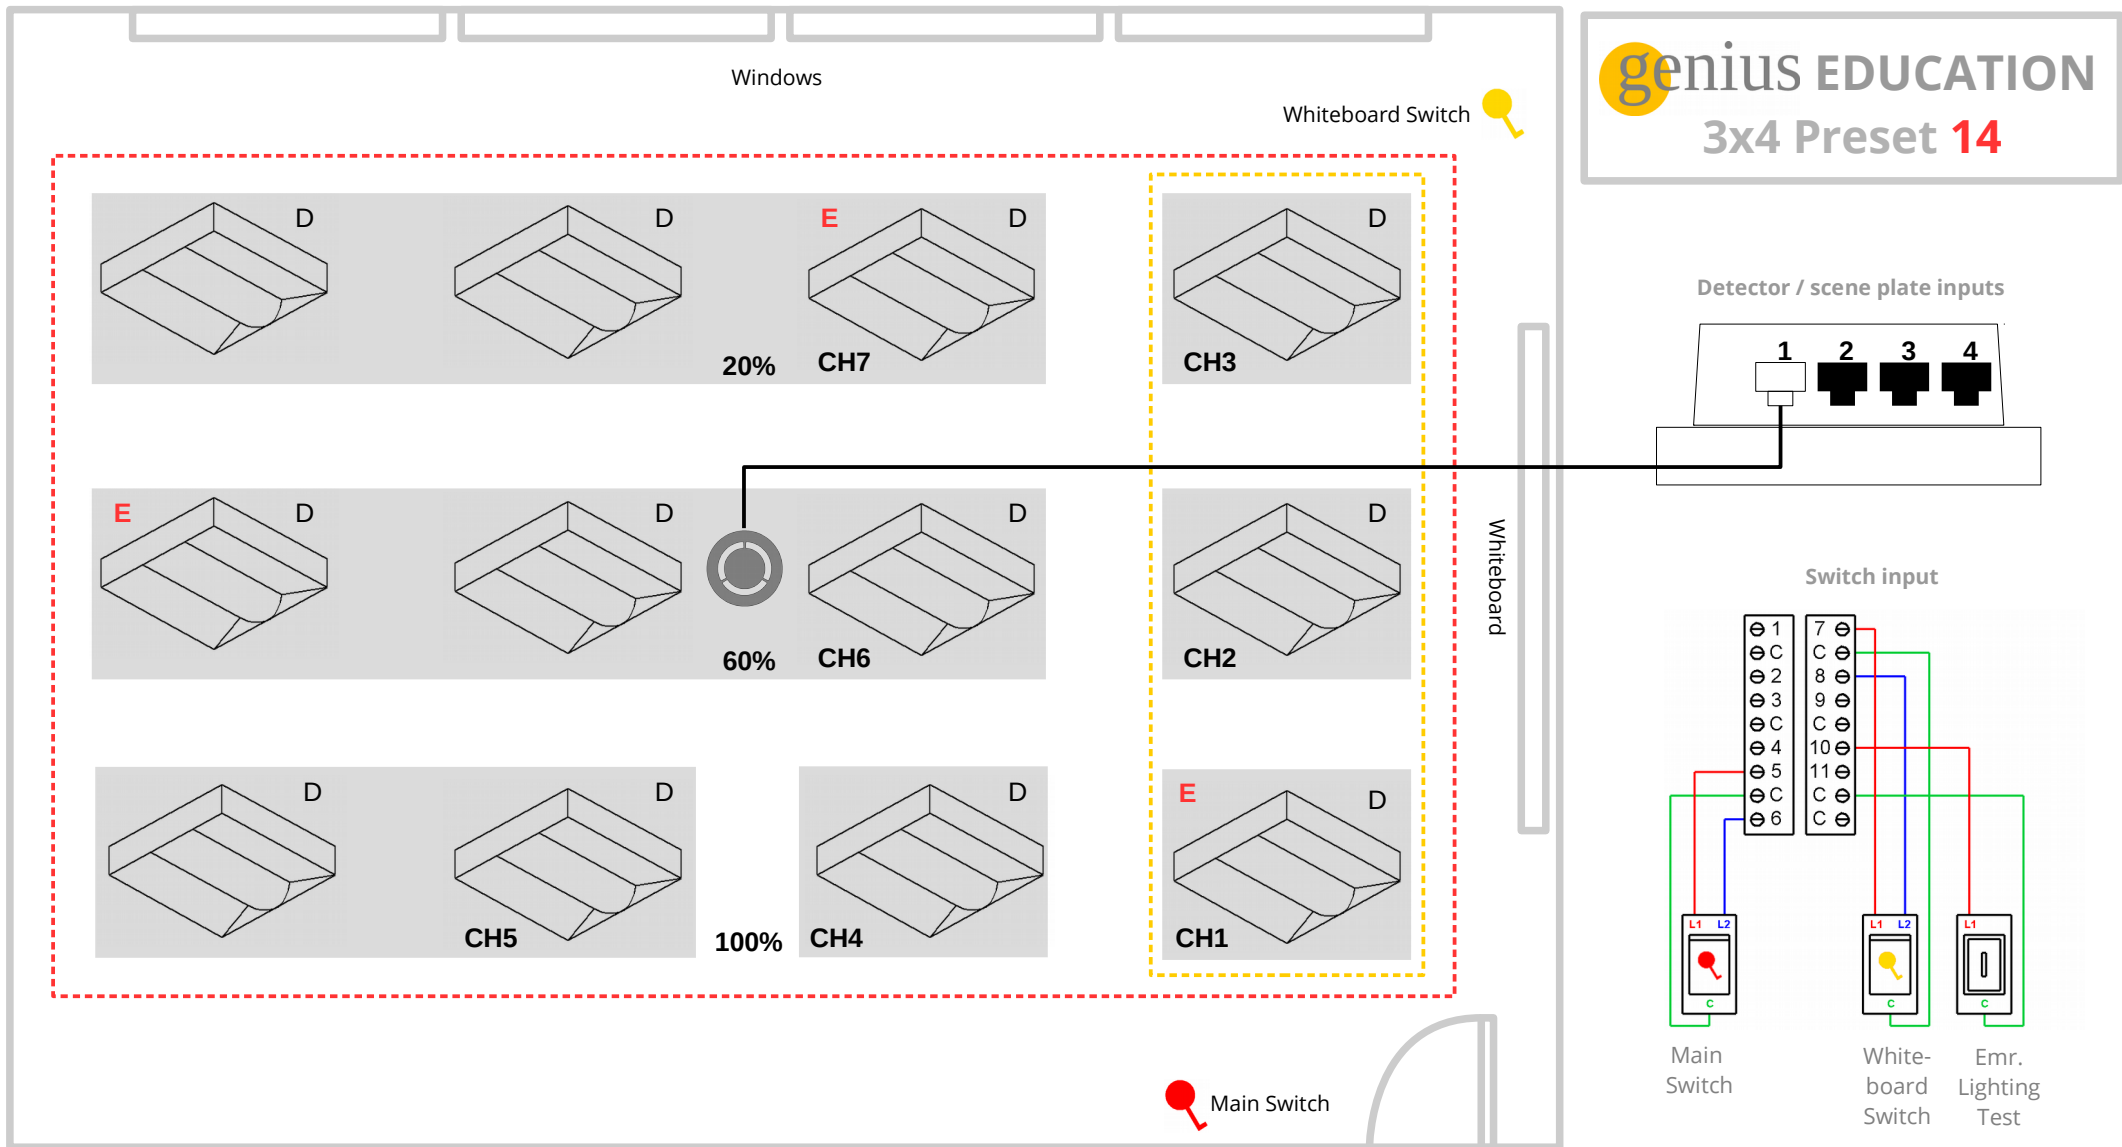 Windows
Whiteboard Switch
genius EDUCATION
3x4 Preset 14
D
D
E
D
D
20%
CH7
CH3
Detector / scene plate inputs
1 2 3 4
E
D
D
D
D
60%
CH6
CH2
Whiteboard
Switch input
1
C
2
3
C
4
5
C
6
7
C
8
9
C
10
11
C
C
D
D
D
E
D
CH5
100%
CH4
CH1
L1 L2
C
L1 L2
C
L1
C
Main
Switch
White-
board
Switch
Emr.
Lighting
Test
Main Switch